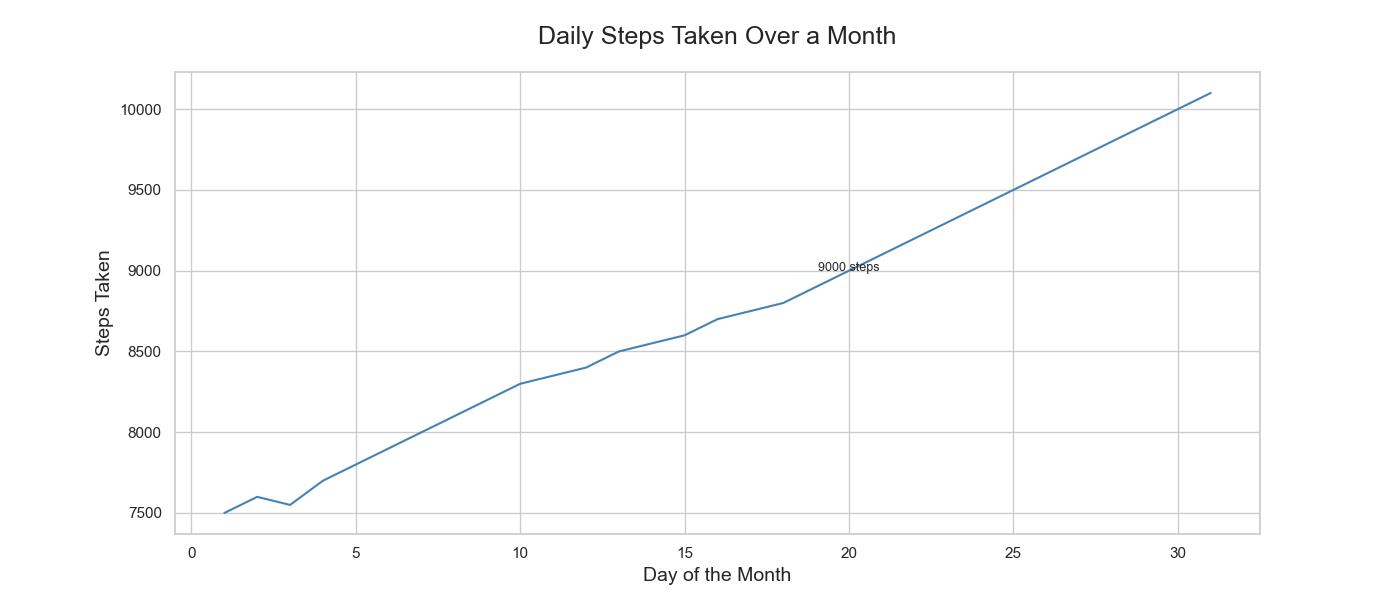 Daily Steps Taken Over a Month
Steps Taken
10000
9500
9000
8500
8000
7500
9000 steps
0 5 10 15 20 25 30
Day of the Month